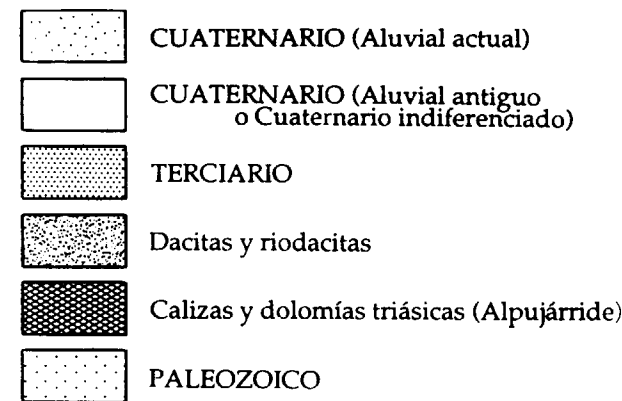 CUATERNARIO (Aluvial actual)
CUATERNARIO (Aluvial antiguo
o Cuaternario indiferenciado)
TERCIARIO
Dacitas y riodacitas
Calizas y dolomías triásicas (Alpujárride)
PALEOZOICO